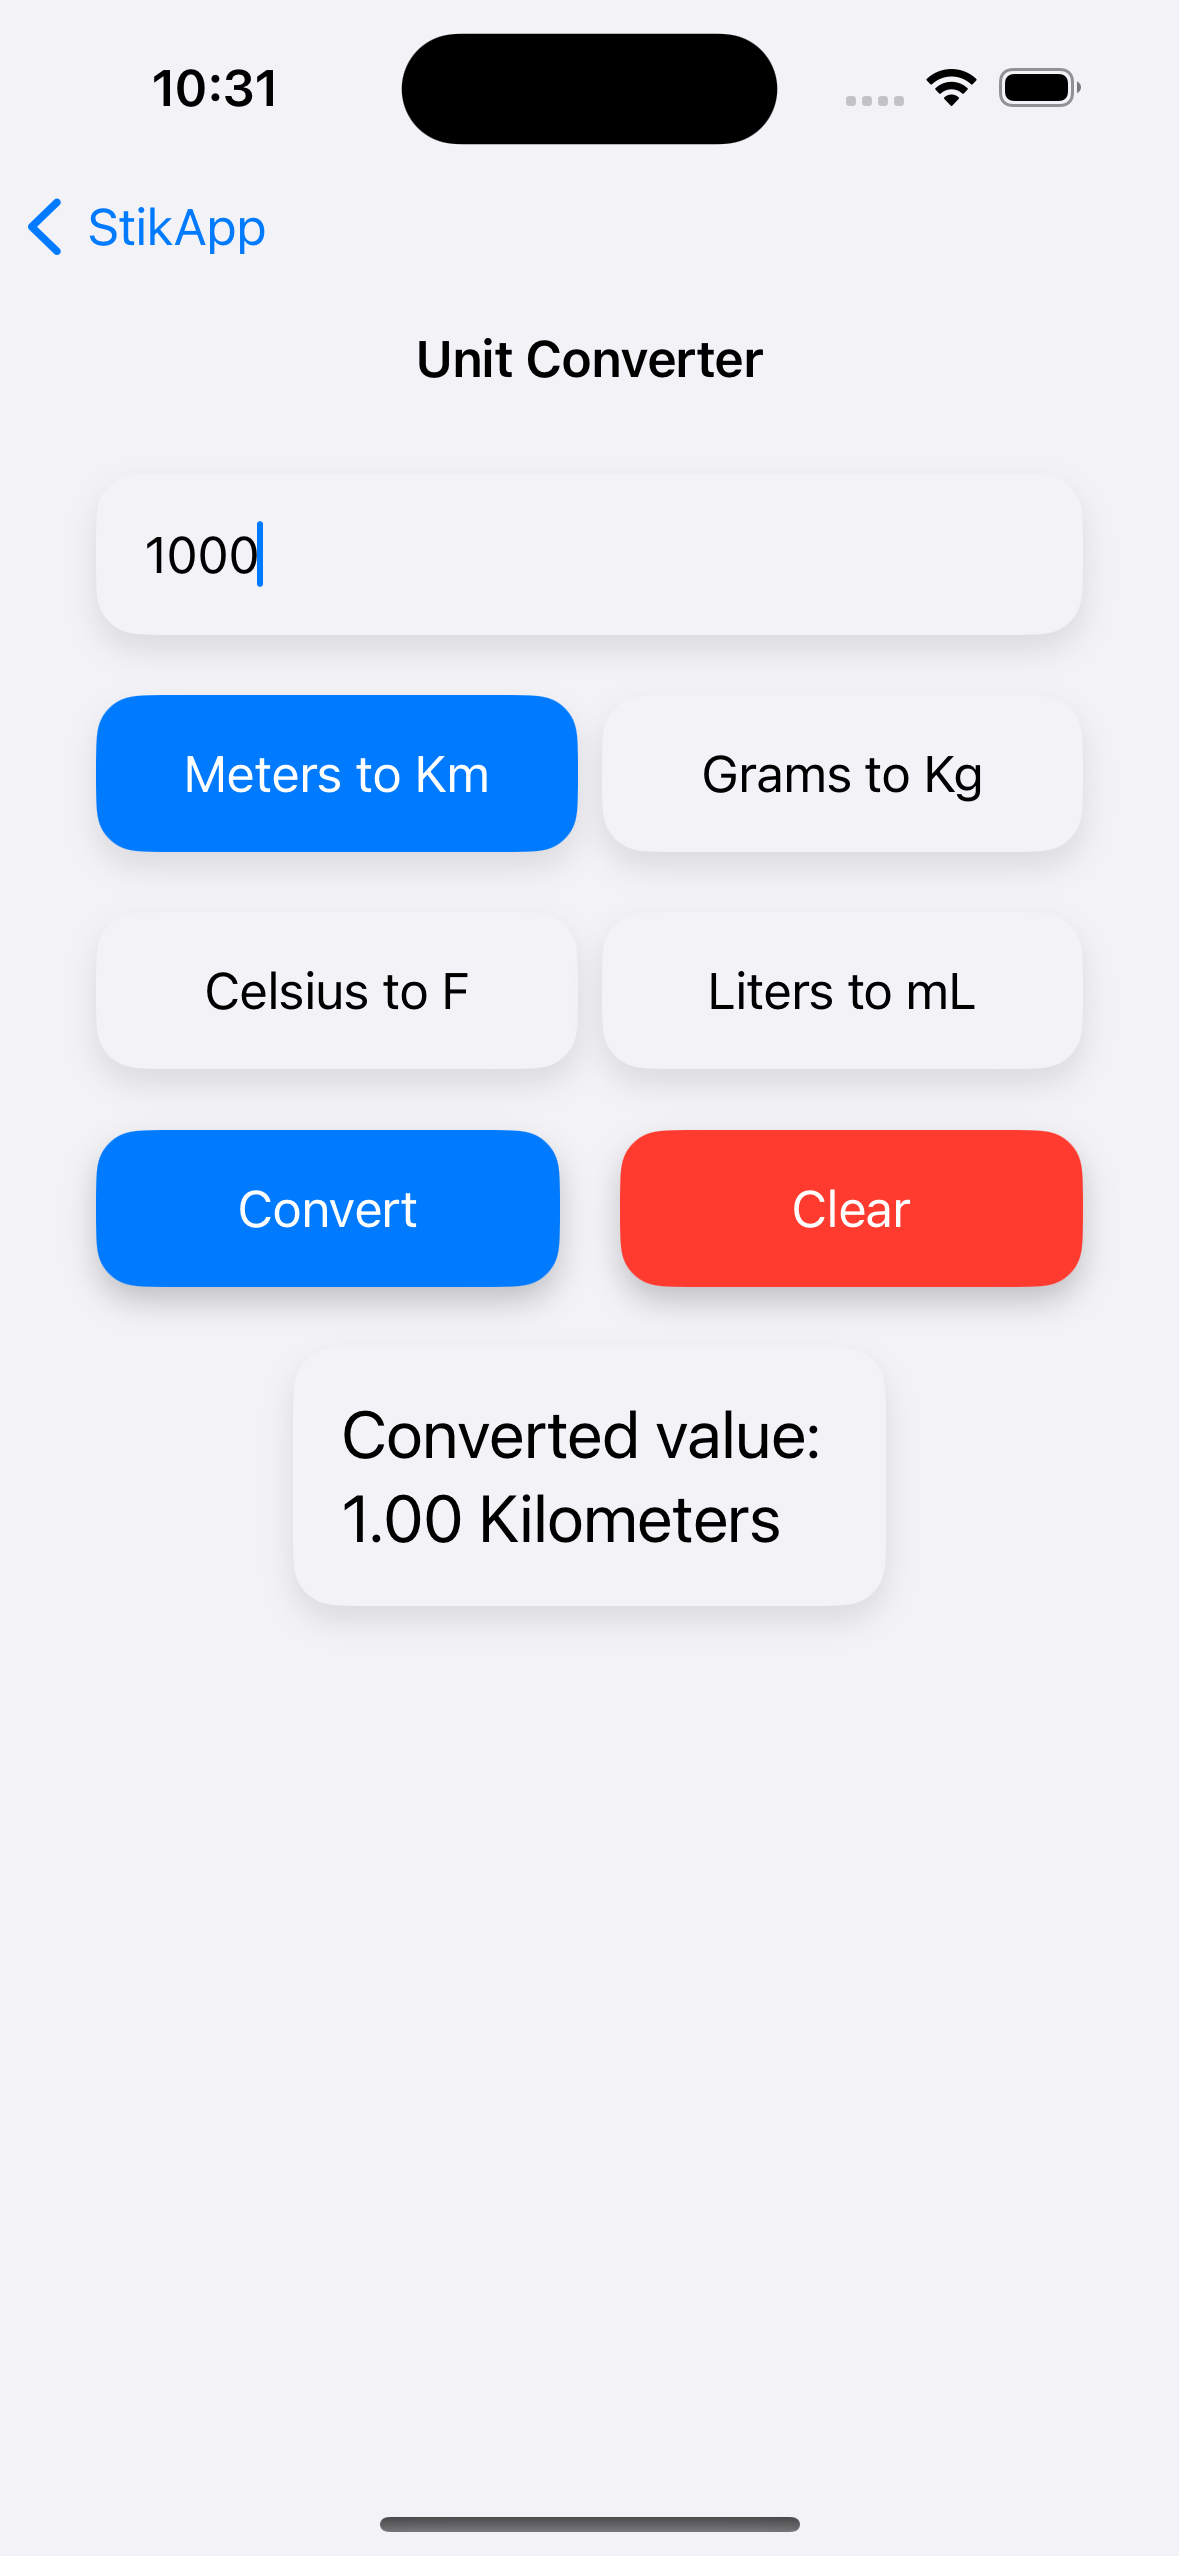 10:31
StikApp
Unit Converter
1000
Meters to Km
Grams to Kg
Celsius to F
Liters to mL
Convert
Clear
Converted value:
1.00 Kilometers